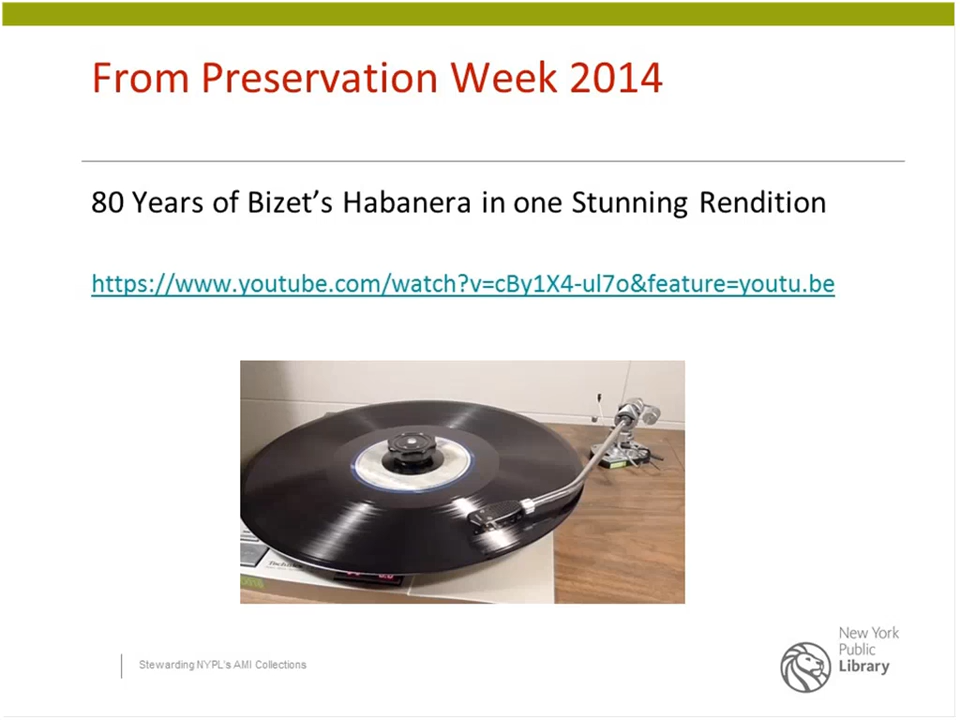 From Preservation Week 2014
80 Years of Bizet’s Habanera in one Stunning Rendition
https://www.youtube.com/watch?v=cBy1X4-ul7o&feature=youtu.be
Technics
Stewarding NYPL's AMI Collections
New York
Public
Library